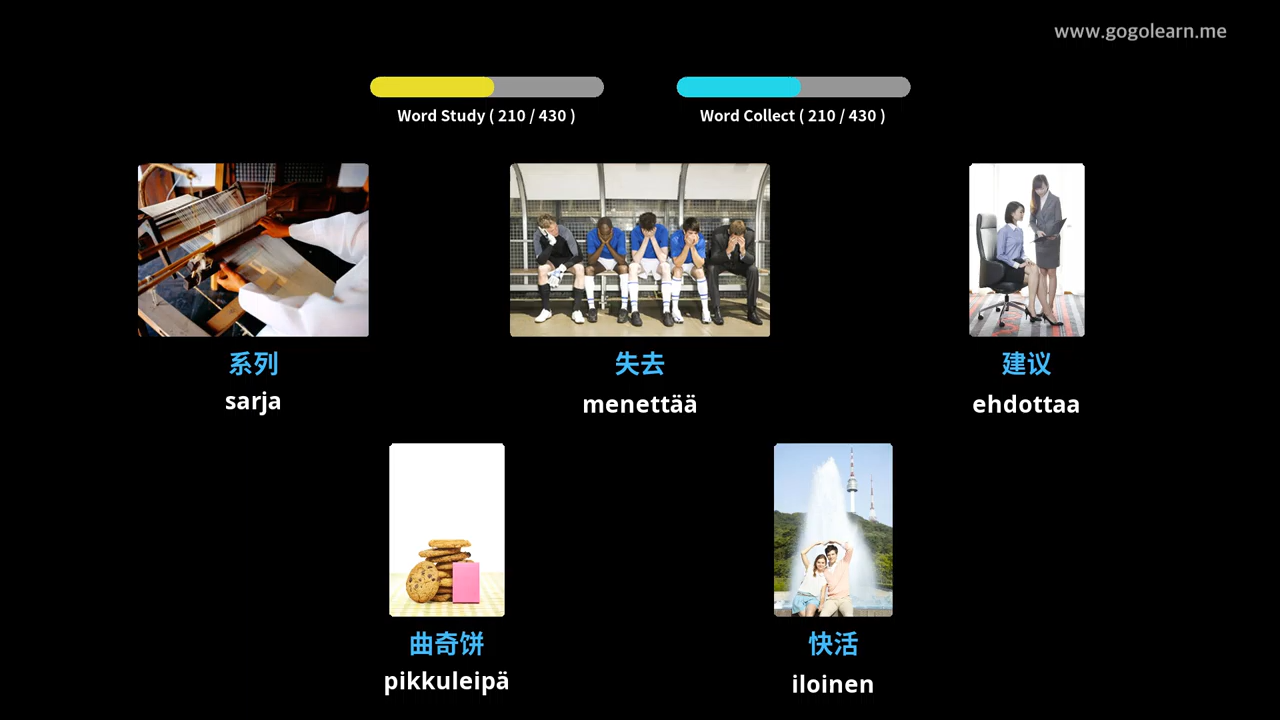 www.gogolearn.me
Word Study ( 210 / 430 )
Word Collect ( 210 / 430 )
系列
sarja
失去
menettää
建议
ehdottaa
曲奇饼
pikkuleipä
快活
iloinen